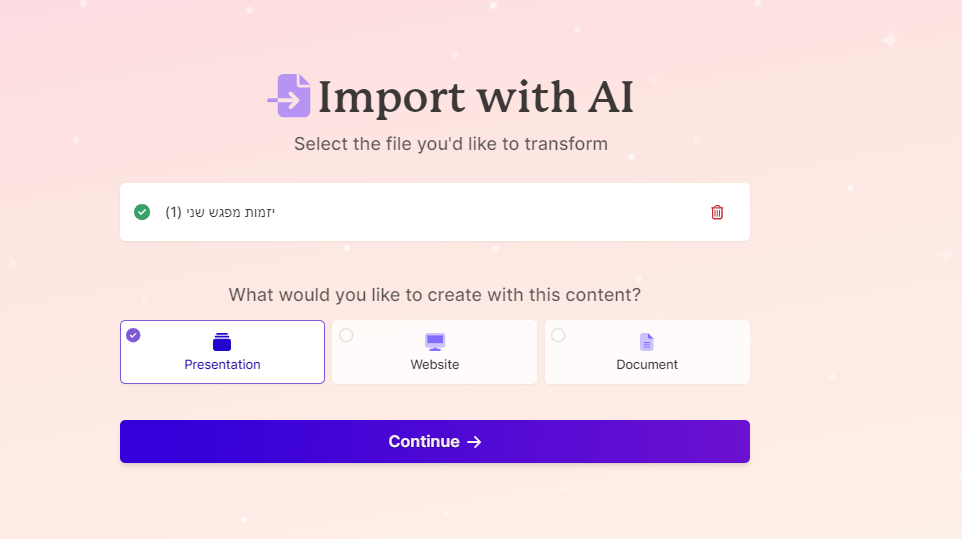 Import with AI
Select the file you'd like to transform
יזמות מפגש שני (1)
What would you like to create with this content?
Presentation
Website
Document
Continue →